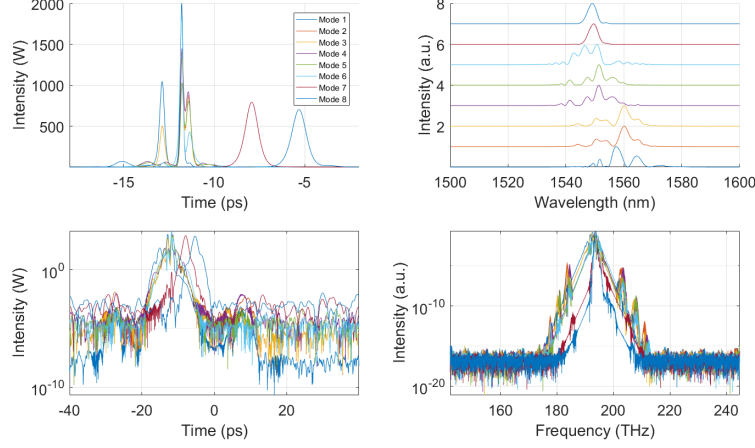 2000
1500
1000
500
Intensity (W)
-15
-10
-5
Time (ps)
Mode 1
Mode 2
Mode 3
Mode 4
Mode 5
Mode 6
Mode 7
Mode 8
8
6
4
2
Intensity (a.u.)
1500
1520
1540
1560
1580
1600
Wavelength (nm)
10^0
10^-10
Intensity (W)
-40
-20
0
20
Time (ps)
10^-10
10^-20
Intensity (a.u.)
160
180
200
220
240
Frequency (THz)